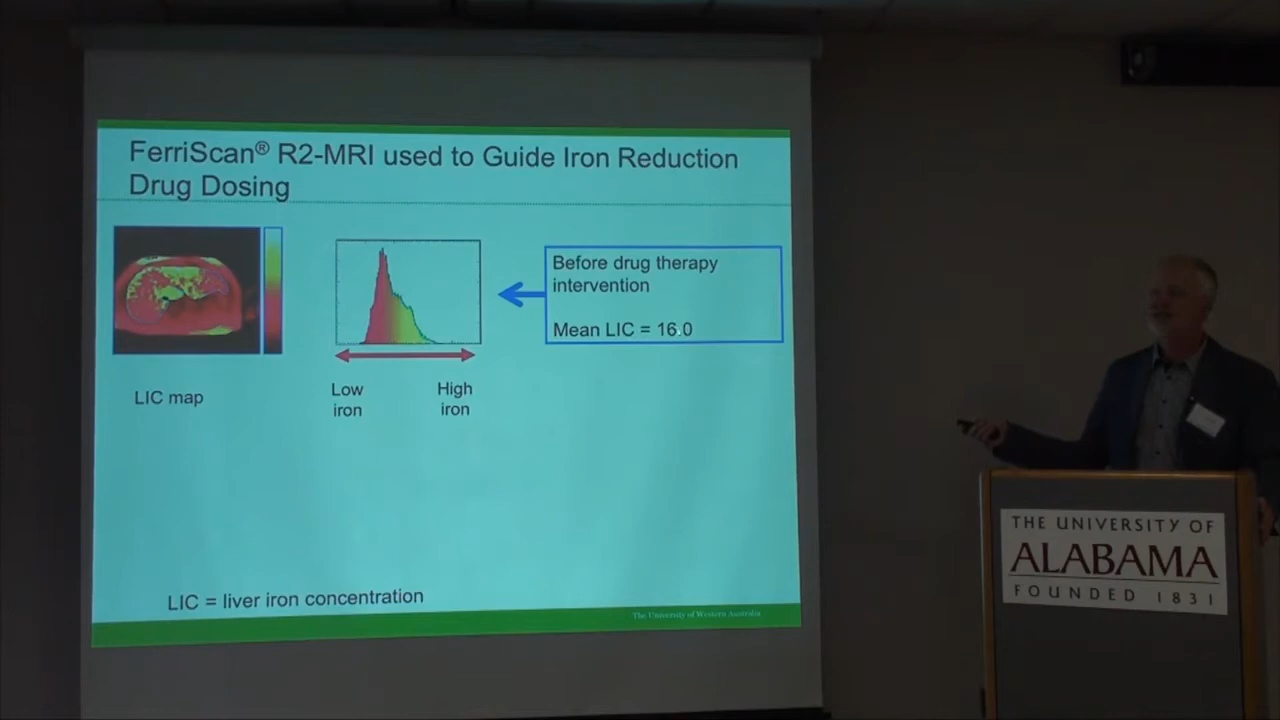 FerriScan® R2-MRI used to Guide Iron Reduction
Drug Dosing
Before drug therapy
intervention
Mean LIC = 16.0
LIC map
Low
iron
High
iron
LIC = liver iron concentration
The University of Western Australia
THE UNIVERSITY OF
ALABAMA
FOUNDED 1831